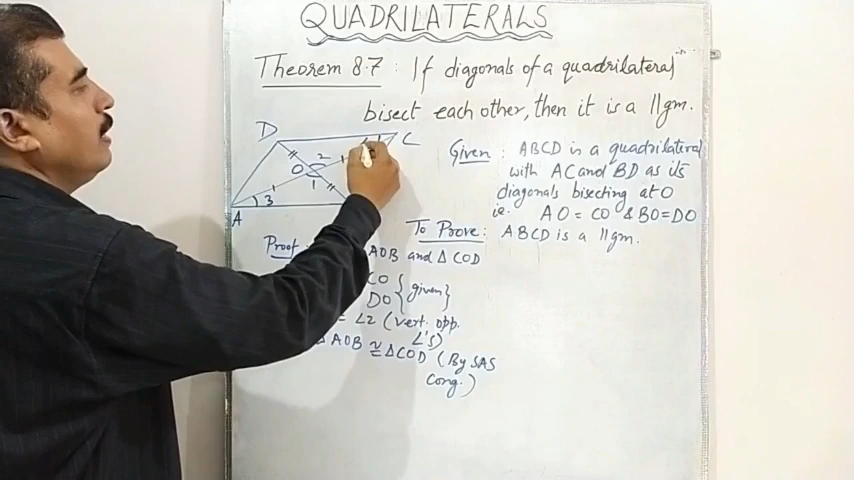 QUADRILATERALS
Theorem 8.7 : If diagonals of a quadrilateral
bisect each other, then it is a ||gm.
D
C
O
2
1
3
A
Given : ABCD is a quadrilateral
with AC and BD as its
diagonals bisecting at O
ie. AO = CO & BO = DO
To Prove : ABCD is a ||gm.
Proof AOB and Δ COD
CO
DO } given }
= ∠2 (vert. opp.
∠'s)
Δ AOB ≅ Δ COD (By SAS
cong.)